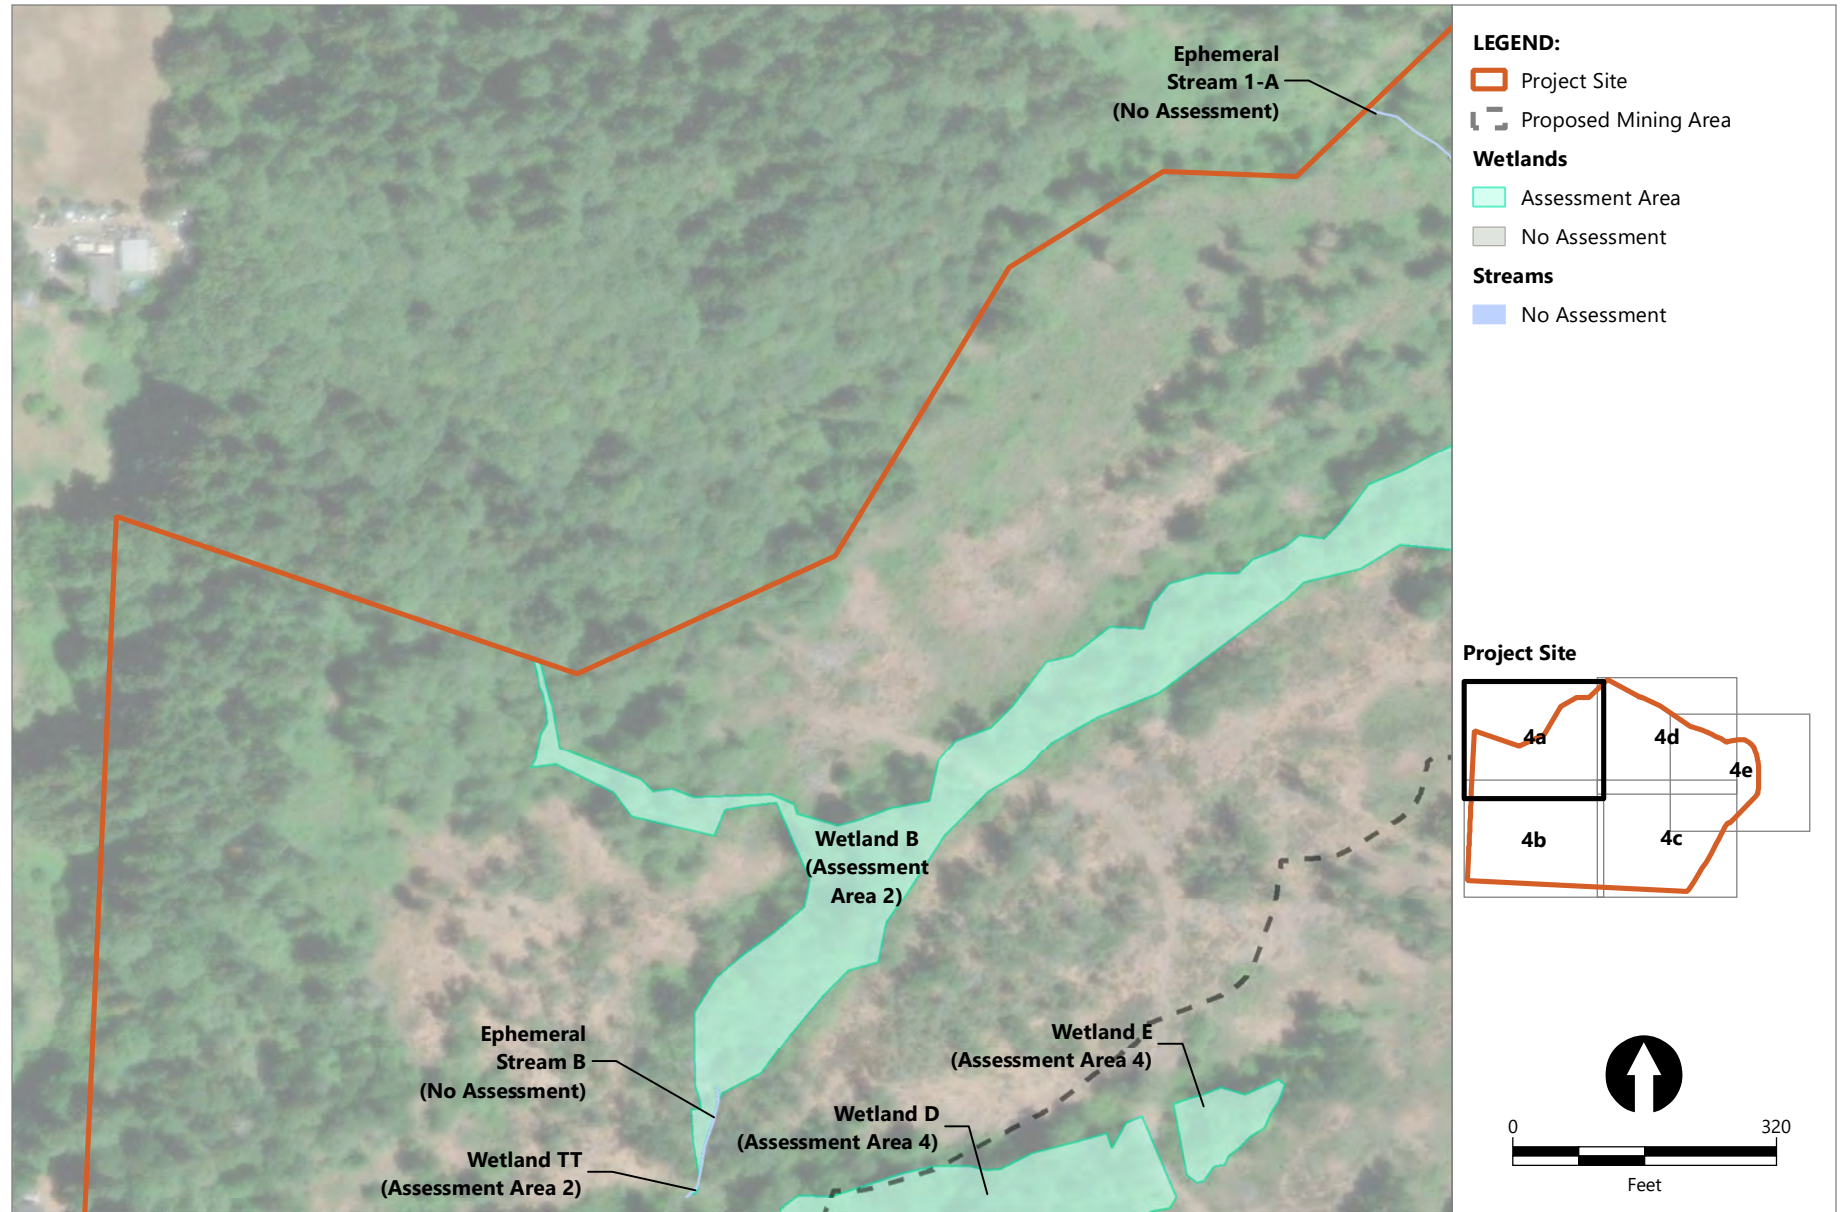 Ephemeral
Stream 1-A
(No Assessment)
Wetland B
(Assessment
Area 2)
Ephemeral
Stream B
(No Assessment)
Wetland E
(Assessment Area 4)
Wetland D
(Assessment Area 4)
Wetland TT
(Assessment Area 2)
LEGEND:
Project Site
Proposed Mining Area
Wetlands
Assessment Area
No Assessment
Streams
No Assessment
Project Site
4a
4d
4e
4b
4c
0 320
Feet